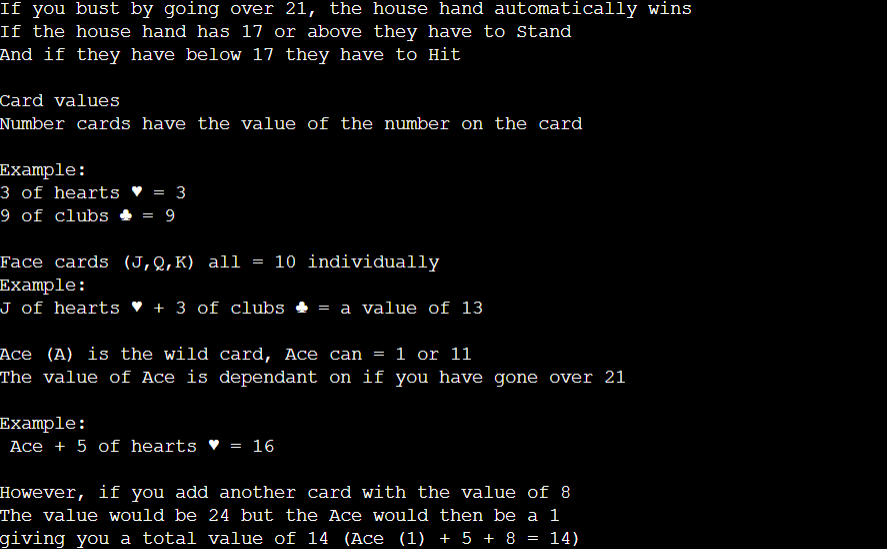 If you bust by going over 21, the house hand automatically wins
If the house hand has 17 or above they have to Stand
And if they have below 17 they have to Hit
Card values
Number cards have the value of the number on the card
Example:
3 of hearts ♥ = 3
9 of clubs ♣ = 9
Face cards (J,Q,K) all = 10 individually
Example:
J of hearts ♥ + 3 of clubs ♣ = a value of 13
Ace (A) is the wild card, Ace can = 1 or 11
The value of Ace is dependant on if you have gone over 21
Example:
Ace + 5 of hearts ♥ = 16
However, if you add another card with the value of 8
The value would be 24 but the Ace would then be a 1
giving you a total value of 14 (Ace (1) + 5 + 8 = 14)